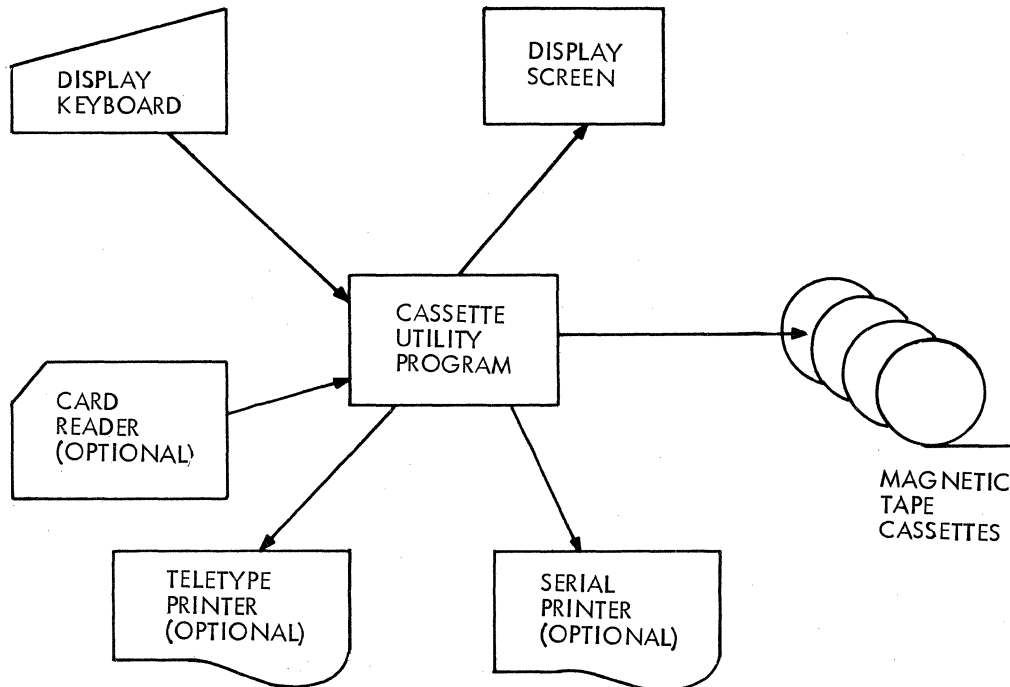 DISPLAY
KEYBOARD
DISPLAY
SCREEN
CASSETTE
UTILITY
PROGRAM
CARD
READER
(OPTIONAL)
MAGNETIC
TAPE
CASSETTES
TELETYPE
PRINTER
(OPTIONAL)
SERIAL
PRINTER
(OPTIONAL)